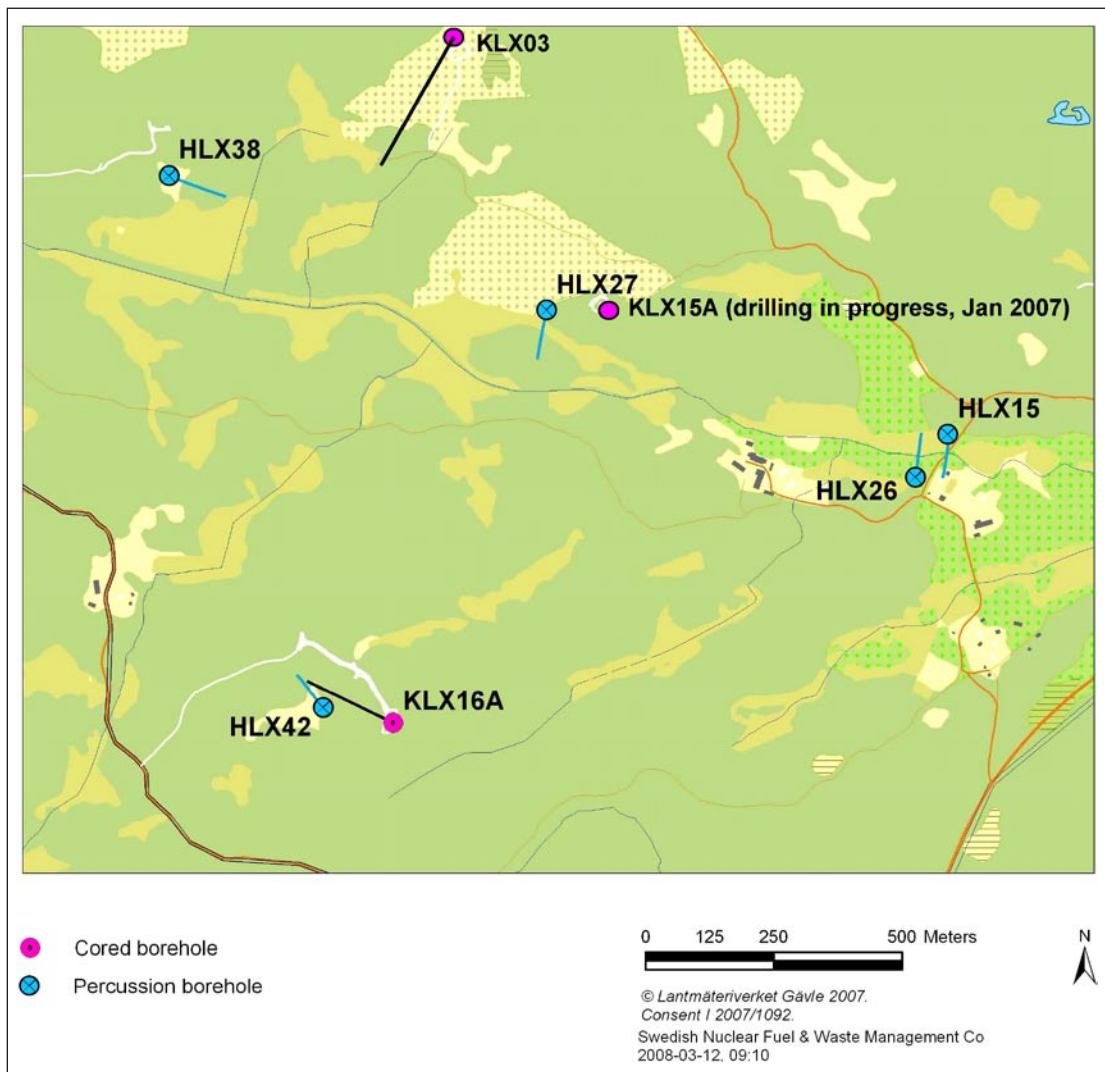 KLX03
HLX38
HLX27
KLX15A (drilling in progress, Jan 2007)
HLX15
HLX26
KLX16A
HLX42
Cored borehole
Percussion borehole
0 125 250 500 Meters
N
© Lantmäteriverket Gävle 2007.
Consent I 2007/1092.
Swedish Nuclear Fuel & Waste Management Co
2008-03-12, 09:10